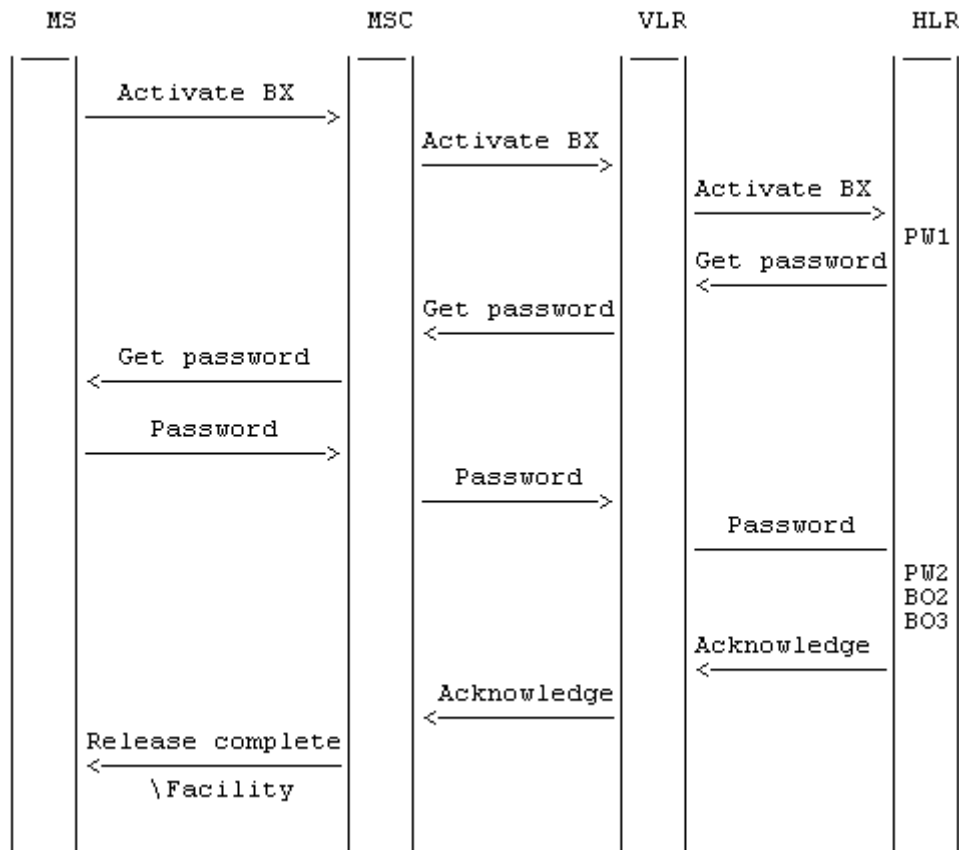 MS MSC VLR HLR
Activate BX
Activate BX
Activate BX
PW1
Get password
Get password
Get password
Password
Password
Password
PW2
BO2
BO3
Acknowledge
Acknowledge
Release complete
\Facility